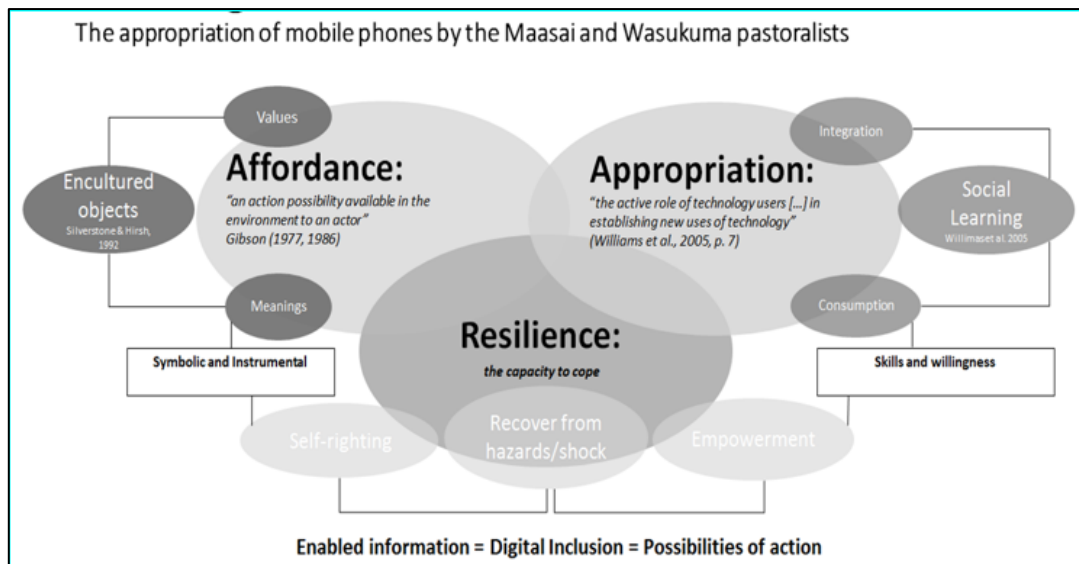 The appropriation of mobile phones by the Maasai and Wasukuma pastoralists
Values
Affordance:
"an action possibility available in the
environment to an actor"
Gibson (1977, 1986)
Encultured
objects
Silverstone & Hirsh,
1992
Meanings
Symbolic and Instrumental
Appropriation:
"the active role of technology users [...] in
establishing new uses of technology"
(Williams et al., 2005, p. 7)
Integration
Social
Learning
Willimas et al. 2005
Consumption
Skills and willingness
Resilience:
the capacity to cope
Self-righting
Recover from
hazards/shock
Empowerment
Enabled information = Digital Inclusion = Possibilities of action